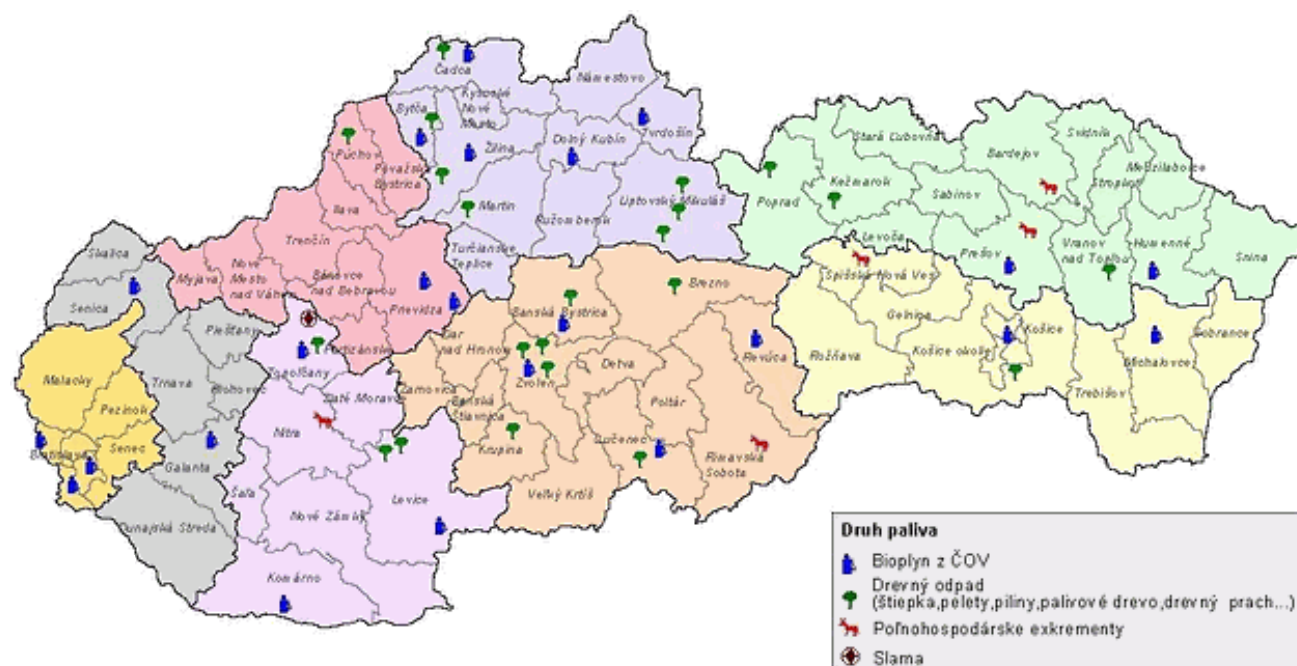 Čadca
Námestovo
Bytča
Kysucké
Nové
Mesto
Tvrdošín
Dolný Kubín
Žilina
Púchov
Považská
Bystrica
Stará Ľubovňa
Svidník
Bardejov
Medzilaborce
Stropkov
Kežmarok
Sabinov
Poprad
Liptovský Mikuláš
Martin
Ružomberok
Ilava
Trenčín
Turčianske
Teplice
Levoča
Prešov
Vranov
nad Topľou
Humenné
Snina
Skalica
Myjava
Nové
Mesto
nad Váhom
Bánovce
nad Bebravou
Prievidza
Spišská Nová Ves
Brezno
Senica
Piešťany
Banská Bystrica
Gelnica
Košice
Sobrance
Partizánske
Žiar
nad Hronom
Revúca
Rožňava
Košice okolie
Michalovce
Topoľčany
Detva
Zvolen
Malacky
Trnava
Hlohovec
Žarnovica
Zlaté Moravce
Banská
Štiavnica
Poltár
Trebišov
Pezinok
Nitra
Krupina
Lučenec
Senec
Bratislava
Rimavská
Sobota
Galanta
Šaľa
Levice
Veľký Krtíš
Nové Zámky
Dunajská Streda
Komárno
Druh paliva
Bioplyn z ČOV
Drevný odpad
(štiepka,pelety,piliny,palivové drevo,drevný prach...)
Poľnohospodárske exkrementy
Slama